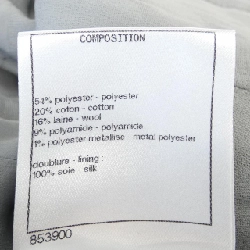 COMPOSITION
54% polyester - polyester
20% coton - cotton
16% laine - wool
9% polyamide - polyamide
1% polyester metallise - metal polyester
doublure - lining :
100% soie - silk
853900